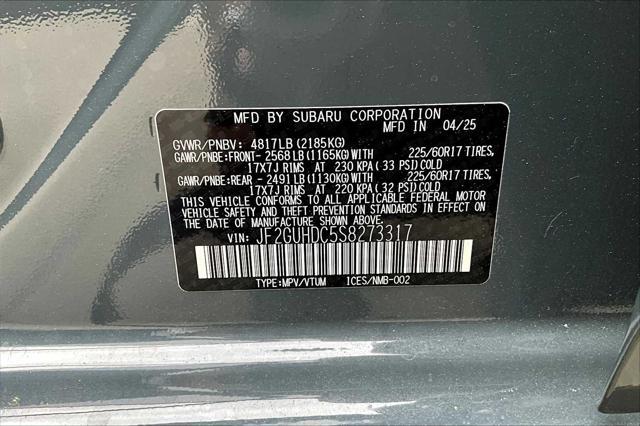 MFD BY SUBARU CORPORATION
MFD IN 04/25
GVWR/PNBV: 4817LB (2185KG)
GAWR/PNBE:FRONT- 2568LB (1165KG)WITH 225/60R17 TIRES,
17X7J RIMS AT 230 KPA (33 PSI) COLD
GAWR/PNBE:REAR - 2491LB (1130KG)WITH 225/60R17 TIRES,
17X7J RIMS AT 220 KPA (32 PSI) COLD
THIS VEHICLE CONFORMS TO ALL APPLICABLE FEDERAL MOTOR
VEHICLE SAFETY AND THEFT PREVENTION STANDARDS IN EFFECT ON
THE DATE OF MANUFACTURE SHOWN ABOVE.
VIN: JF2GUHDC5S8273317
TYPE:MPV/VTUM ICES/NMB-002